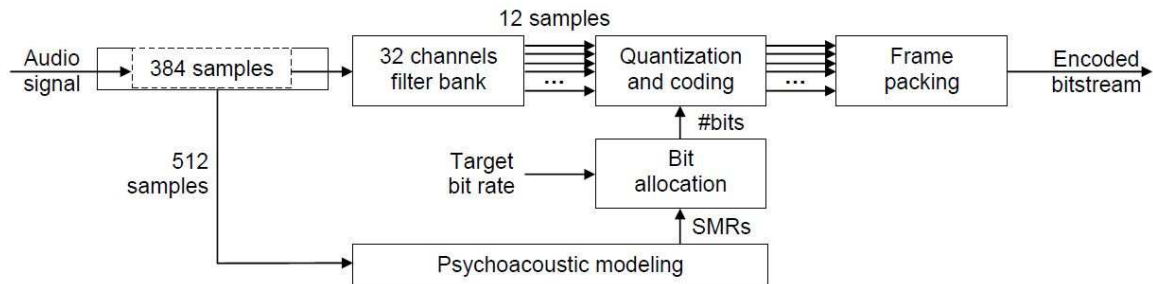 12 samples
Audio
signal
384 samples
32 channels
filter bank
...
Quantization
and coding
...
Frame
packing
Encoded
bitstream
#bits
512
samples
Target
bit rate
Bit
allocation
SMRs
Psychoacoustic modeling